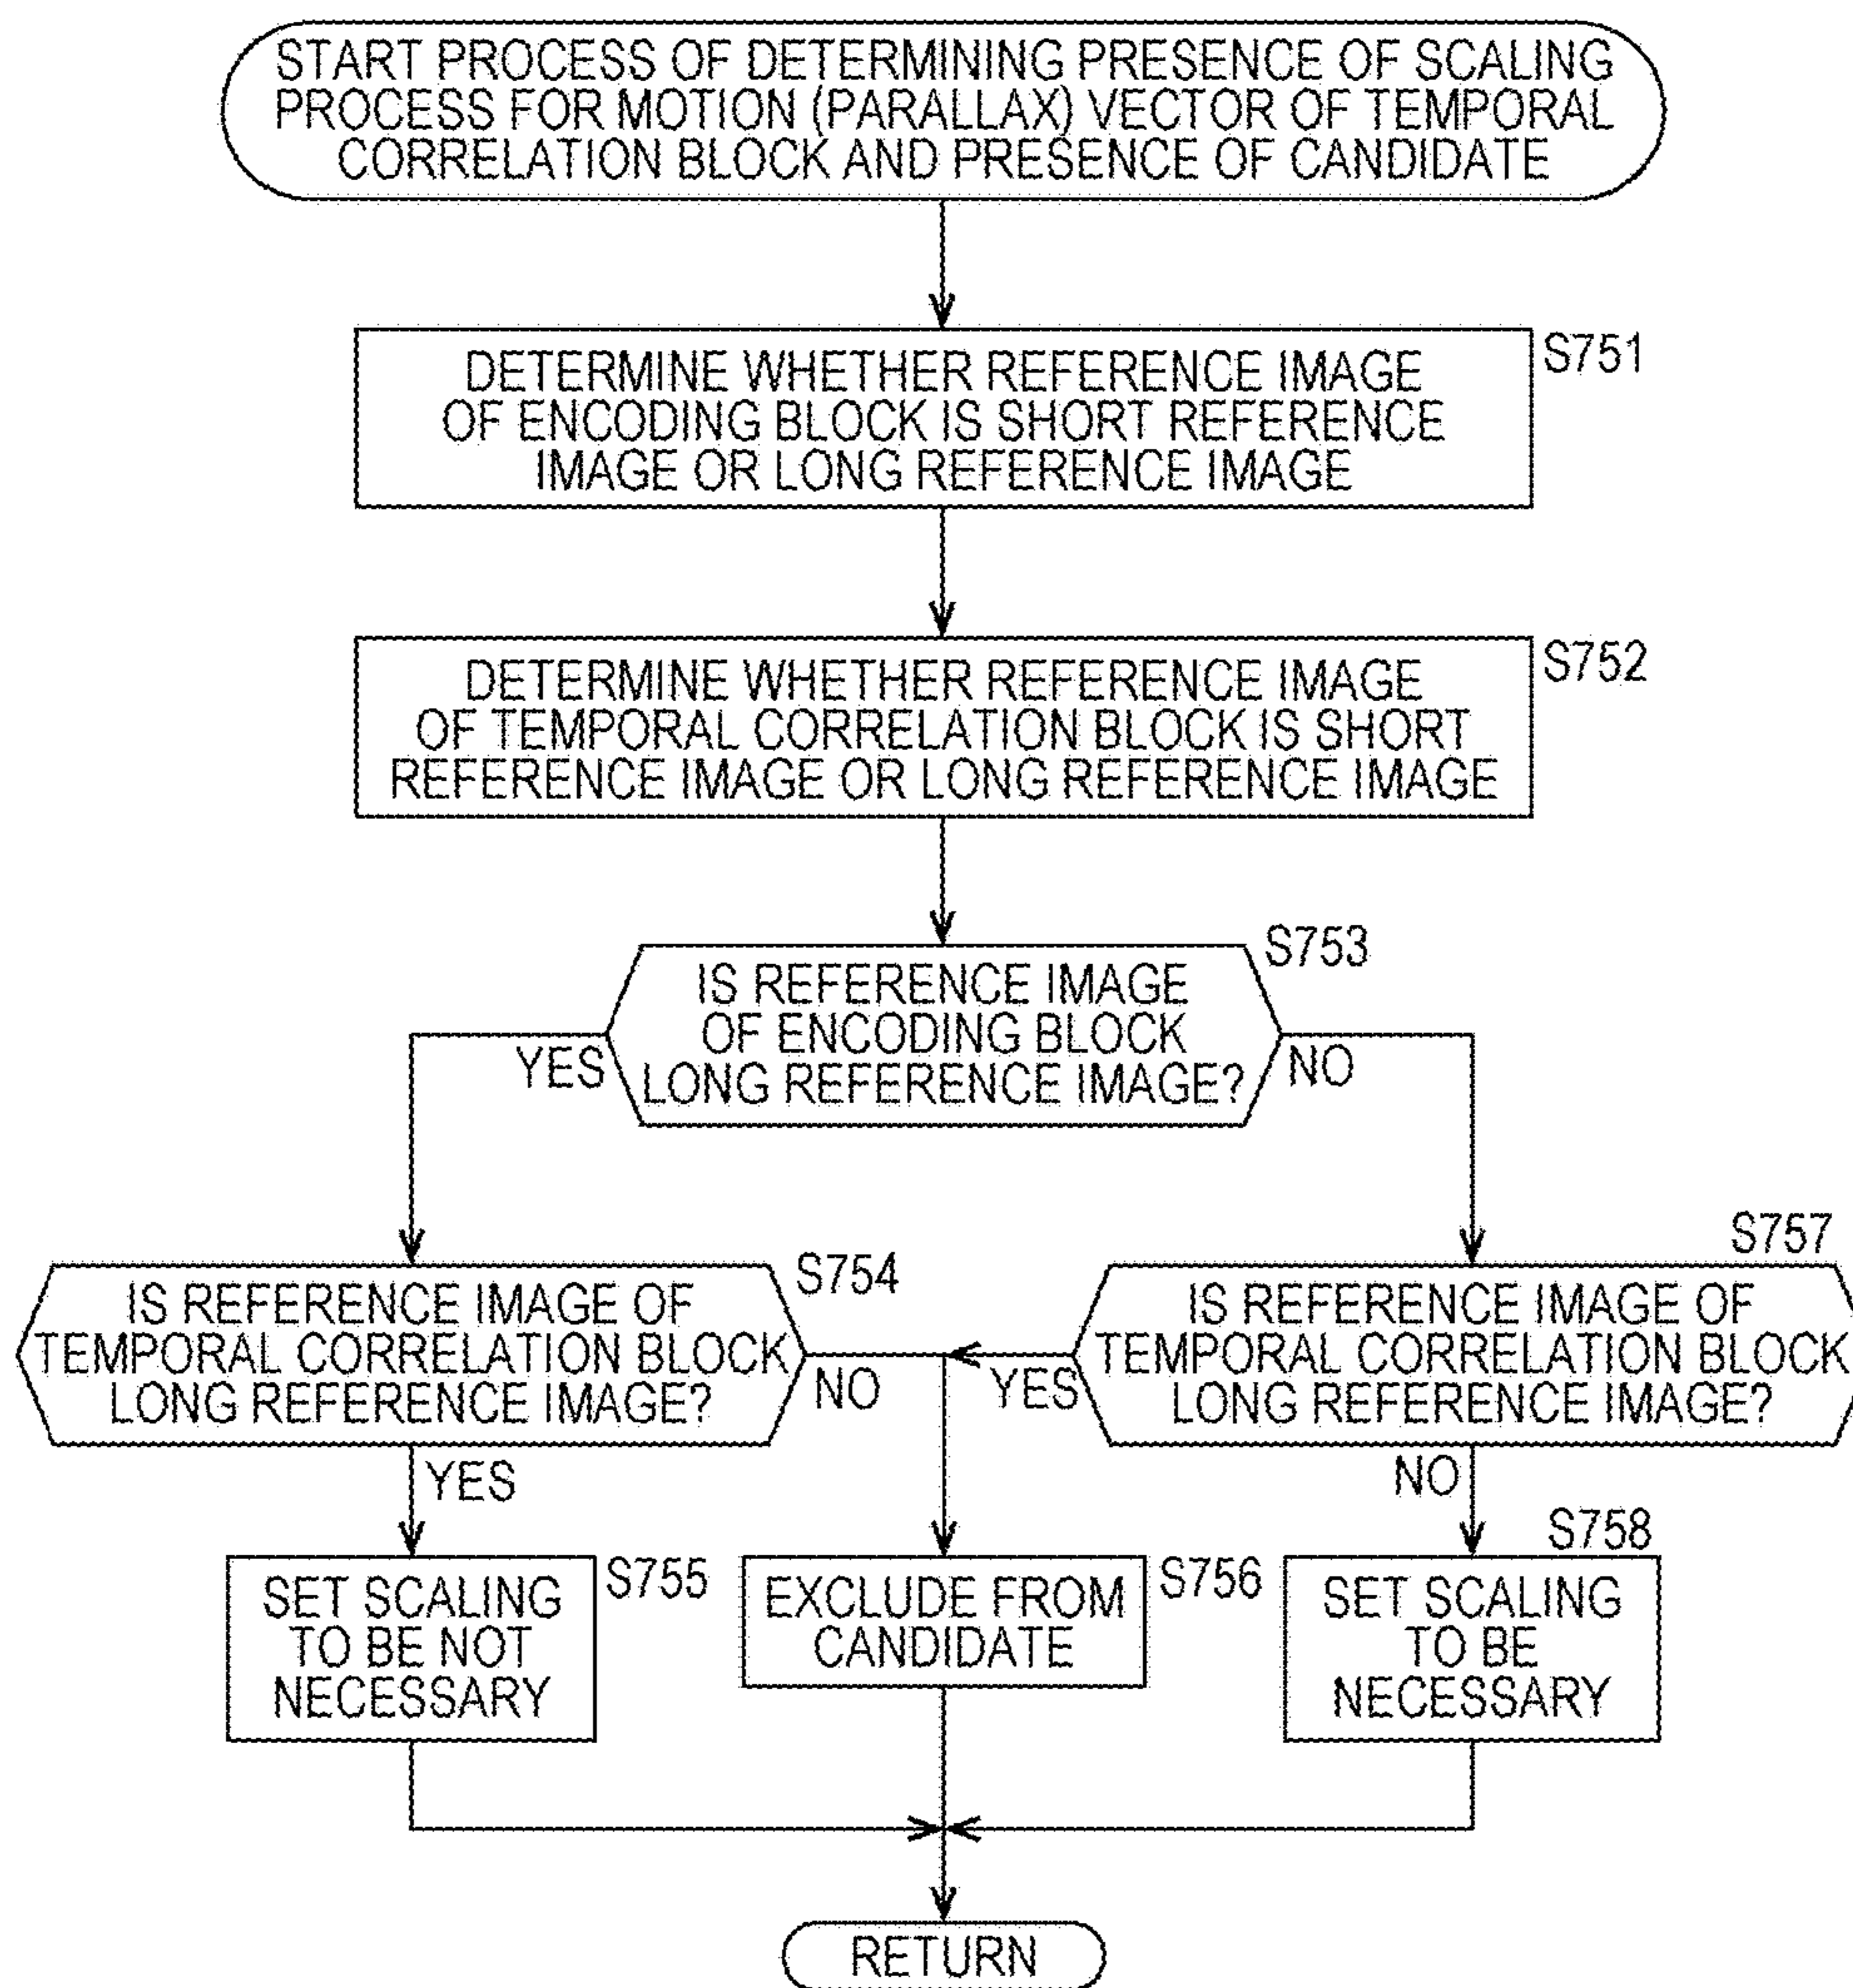 START PROCESS OF DETERMINING PRESENCE OF SCALING
PROCESS FOR MOTION (PARALLAX) VECTOR OF TEMPORAL
CORRELATION BLOCK AND PRESENCE OF CANDIDATE
S751
DETERMINE WHETHER REFERENCE IMAGE
OF ENCODING BLOCK IS SHORT REFERENCE
IMAGE OR LONG REFERENCE IMAGE
S752
DETERMINE WHETHER REFERENCE IMAGE
OF TEMPORAL CORRELATION BLOCK IS SHORT
REFERENCE IMAGE OR LONG REFERENCE IMAGE
S753
IS REFERENCE IMAGE
OF ENCODING BLOCK
LONG REFERENCE IMAGE?
YES
NO
S754
IS REFERENCE IMAGE OF
TEMPORAL CORRELATION BLOCK
LONG REFERENCE IMAGE?
NO
YES
S757
IS REFERENCE IMAGE OF
TEMPORAL CORRELATION BLOCK
LONG REFERENCE IMAGE?
YES
NO
S755
SET SCALING
TO BE NOT
NECESSARY
S756
EXCLUDE FROM
CANDIDATE
S758
SET SCALING
TO BE
NECESSARY
RETURN